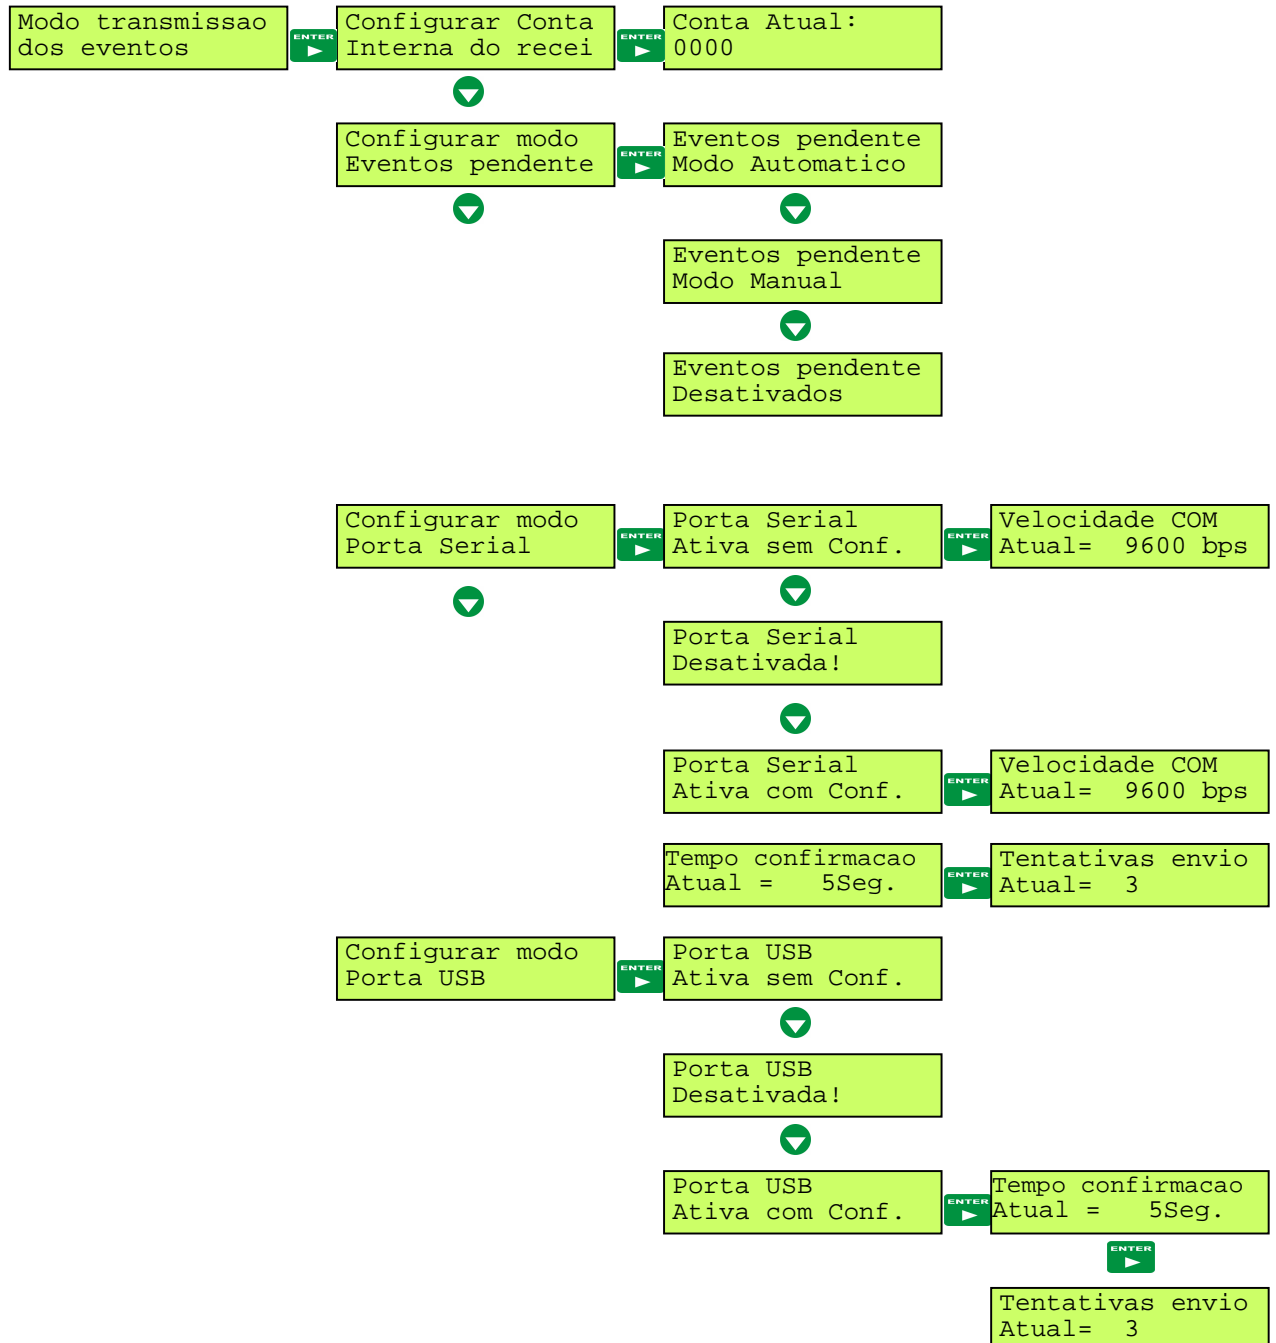 Modo transmissao
dos eventos
ENTER
Configurar Conta
Interna do recei
ENTER
Conta Atual:
0000
Configurar modo
Eventos pendente
ENTER
Eventos pendente
Modo Automatico
Eventos pendente
Modo Manual
Eventos pendente
Desativados
Configurar modo
Porta Serial
ENTER
Porta Serial
Ativa sem Conf.
ENTER
Velocidade COM
Atual=  9600 bps
Porta Serial
Desativada!
Porta Serial
Ativa com Conf.
ENTER
Velocidade COM
Atual=  9600 bps
Tempo confirmacao
Atual =   5Seg.
ENTER
Tentativas envio
Atual=  3
Configurar modo
Porta USB
ENTER
Porta USB
Ativa sem Conf.
Porta USB
Desativada!
Porta USB
Ativa com Conf.
ENTER
Tempo confirmacao
Atual =   5Seg.
ENTER
Tentativas envio
Atual=  3